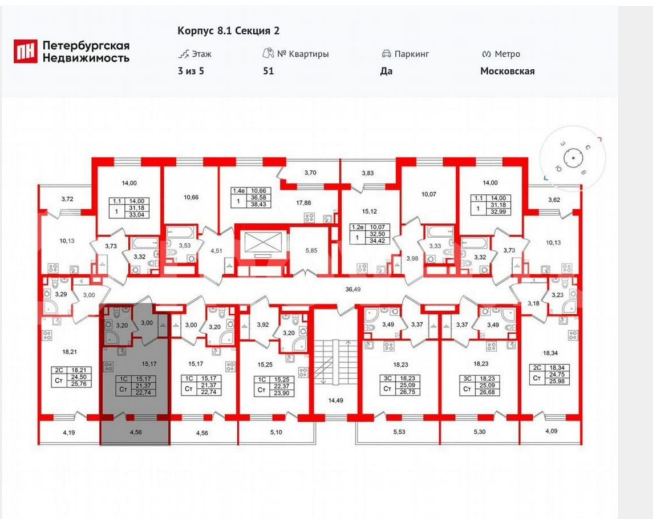 Корпус 8.1 Секция 2
ПН Петербургская Недвижимость
Этаж № Квартиры Паркинг Метро
3 из 5 51 Да Московская
3,70 3,83
14,00 10,66 1.4е 10,66 10,07 14,00
1 36,58
38,43
3,72 1.1 14,00 17,88 15,12 1.1 14,00 3,62
1 31,18 1 31,18
33,04 32,99
1.2е 10,07
1 32,50
34,42
10,13 3,73 3,53 4,51 5,85 3,33 3,73 10,13
3,32 3,98 3,32
36,49
3,29 3,00 3,18 3,23
3,20 3,00 3,00 3,20 3,92 3,20 3,49 3,37 3,37 3,49
18,21 15,17 15,17 15,25 18,23 18,23 18,34
2С 18,21
Ст 24,50
25,76
1С 15,17
Ст 21,37
22,74
1С 15,17
Ст 21,37
22,74
1С 15,25
Ст 22,37
23,90
3С 18,23
Ст 25,09
26,75
3С 18,23
Ст 25,09
26,68
2С 18,34
Ст 24,75
25,98
14,49
4,19 4,56 4,56 5,10 5,53 5,30 4,09